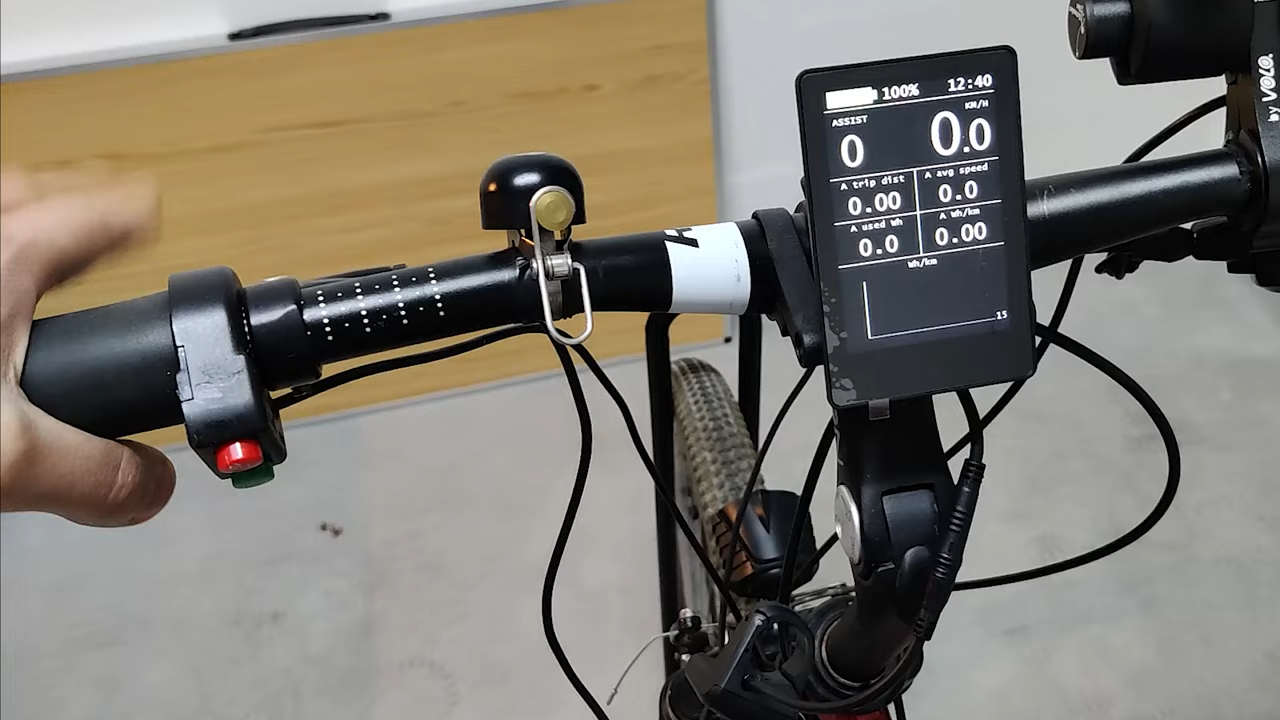 100% 12:40
ASSIST KM/H
0 0.0
A trip dist A avg speed
0.00 0.0
A used Wh A Wh/km
0.0 0.00
Wh/km
15
by VELO